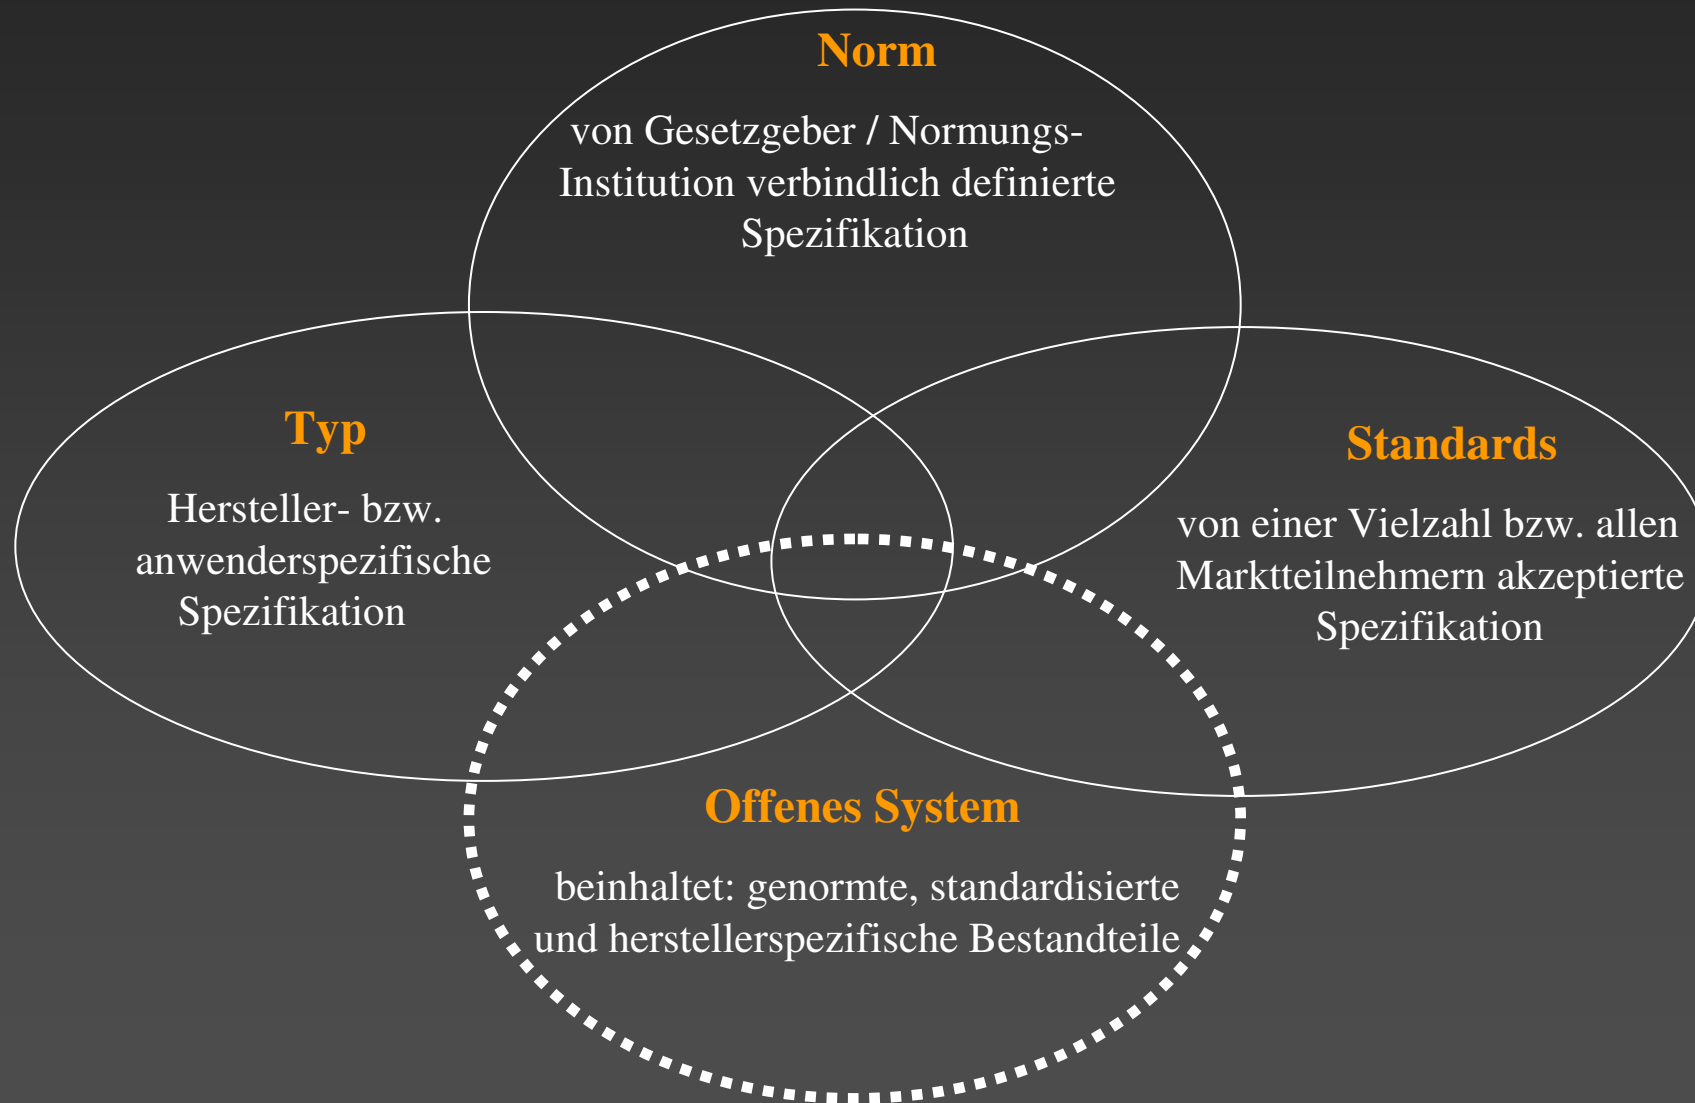 Norm
von Gesetzgeber / Normungs-
Institution verbindlich definierte
Spezifikation
Typ
Hersteller- bzw.
anwenderspezifische
Spezifikation
Standards
von einer Vielzahl bzw. allen
Marktteilnehmern akzeptierte
Spezifikation
Offenes System
beinhaltet: genormte, standardisierte
und herstellerspezifische Bestandteile